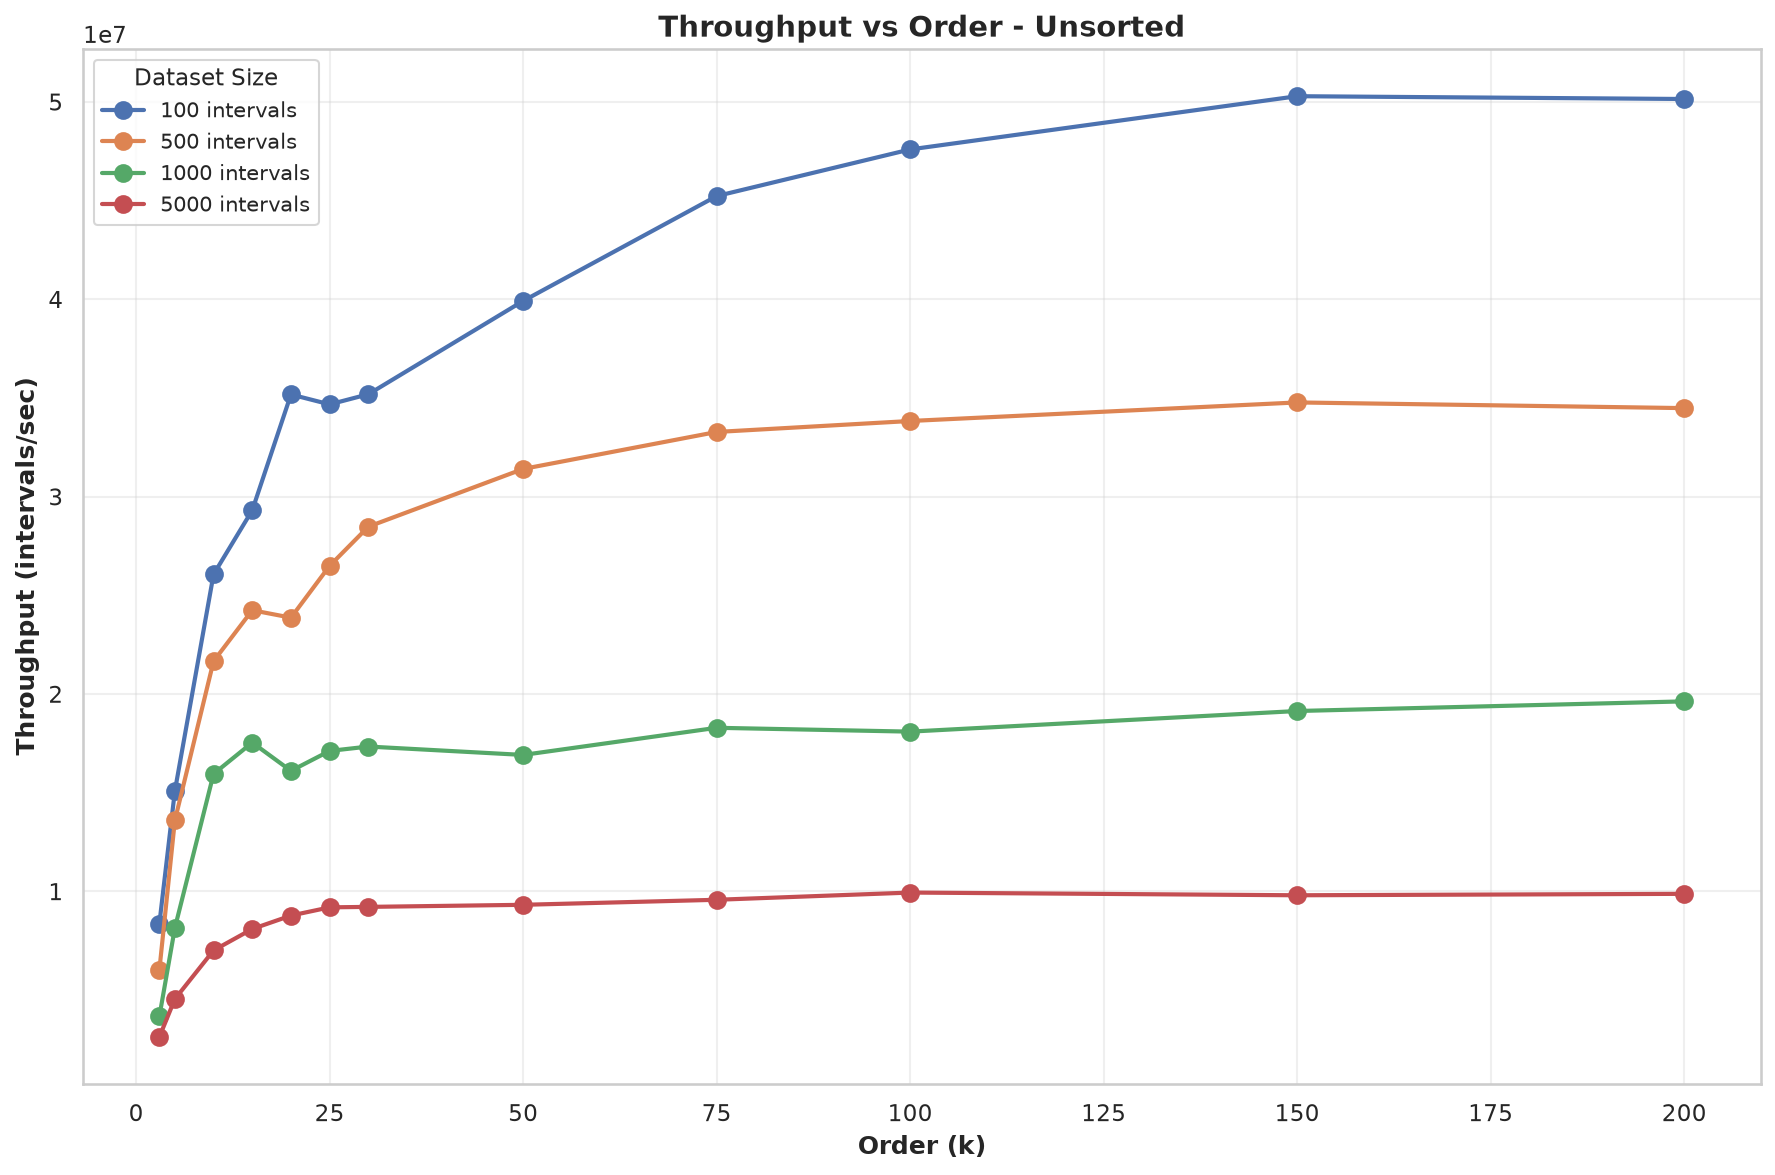 Throughput vs Order - Unsorted
1e7
Dataset Size
100 intervals
500 intervals
1000 intervals
5000 intervals
5
4
3
2
1
Throughput (intervals/sec)
0 25 50 75 100 125 150 175 200
Order (k)